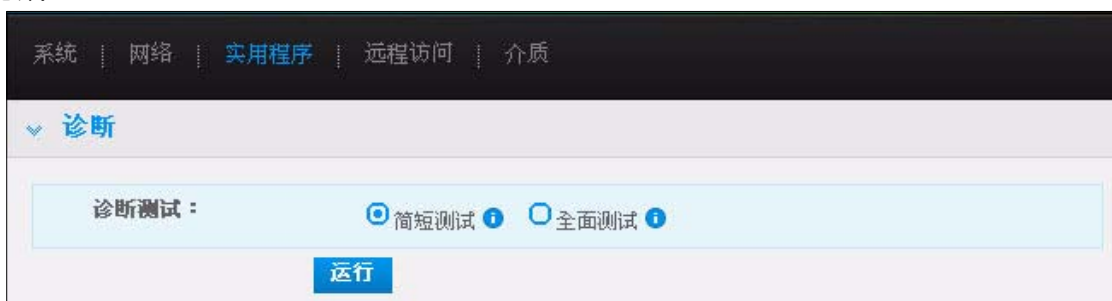 系统 | 网络 | 实用程序 | 远程访问 | 介质
诊断
诊断测试： 简短测试 全面测试
运行